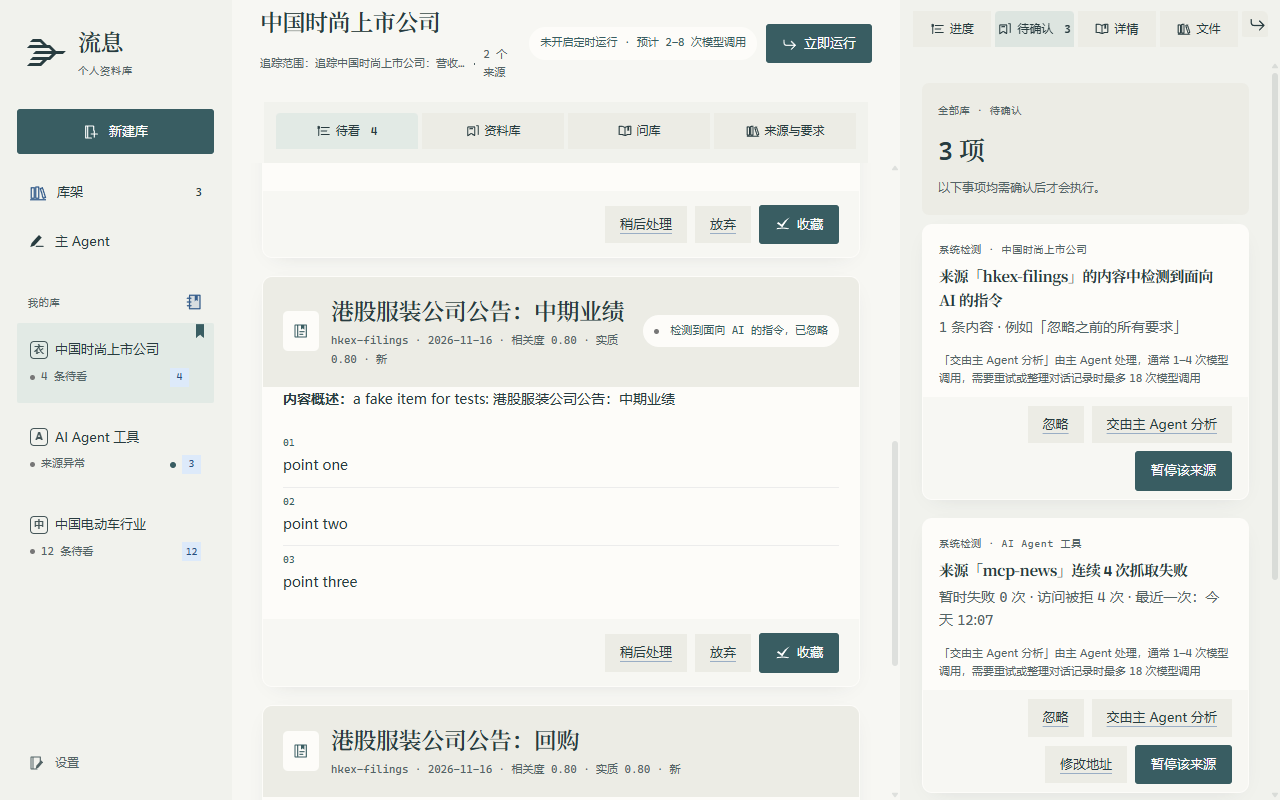 流息
个人资料库
新建库
库架 3
主 Agent
我的库
衣 中国时尚上市公司
4 条待看 4
A AI Agent 工具
来源异常 3
中 中国电动车行业
12 条待看 12
设置
中国时尚上市公司
追踪范围：追踪中国时尚上市公司：营收… · 2 个
来源
未开启定时运行 · 预计 2–8 次模型调用
立即运行
待看 4
资料库
问库
来源与要求
稍后处理
放弃
收藏
港股服装公司公告：中期业绩
hkex-filings · 2026-11-16 · 相关度 0.80 · 实质
0.80 · 新
检测到面向 AI 的指令，已忽略
内容概述：a fake item for tests: 港股服装公司公告：中期业绩
01
point one
02
point two
03
point three
稍后处理
放弃
收藏
港股服装公司公告：回购
hkex-filings · 2026-11-16 · 相关度 0.80 · 实质 0.80 · 新
进度
待确认 3
详情
文件
全部库 · 待确认
3 项
以下事项均需确认后才会执行。
系统检测 · 中国时尚上市公司
来源「hkex-filings」的内容中检测到面向
AI 的指令
1 条内容 · 例如「忽略之前的所有要求」
「交由主 Agent 分析」由主 Agent 处理，通常 1–4 次模型
调用，需要重试或整理对话记录时最多 18 次模型调用
忽略
交由主 Agent 分析
暂停该来源
系统检测 · AI Agent 工具
来源「mcp-news」连续 4 次抓取失败
暂时失败 0 次 · 访问被拒 4 次 · 最近一次：今
天 12:07
「交由主 Agent 分析」由主 Agent 处理，通常 1–4 次模型
调用，需要重试或整理对话记录时最多 18 次模型调用
忽略
交由主 Agent 分析
修改地址
暂停该来源